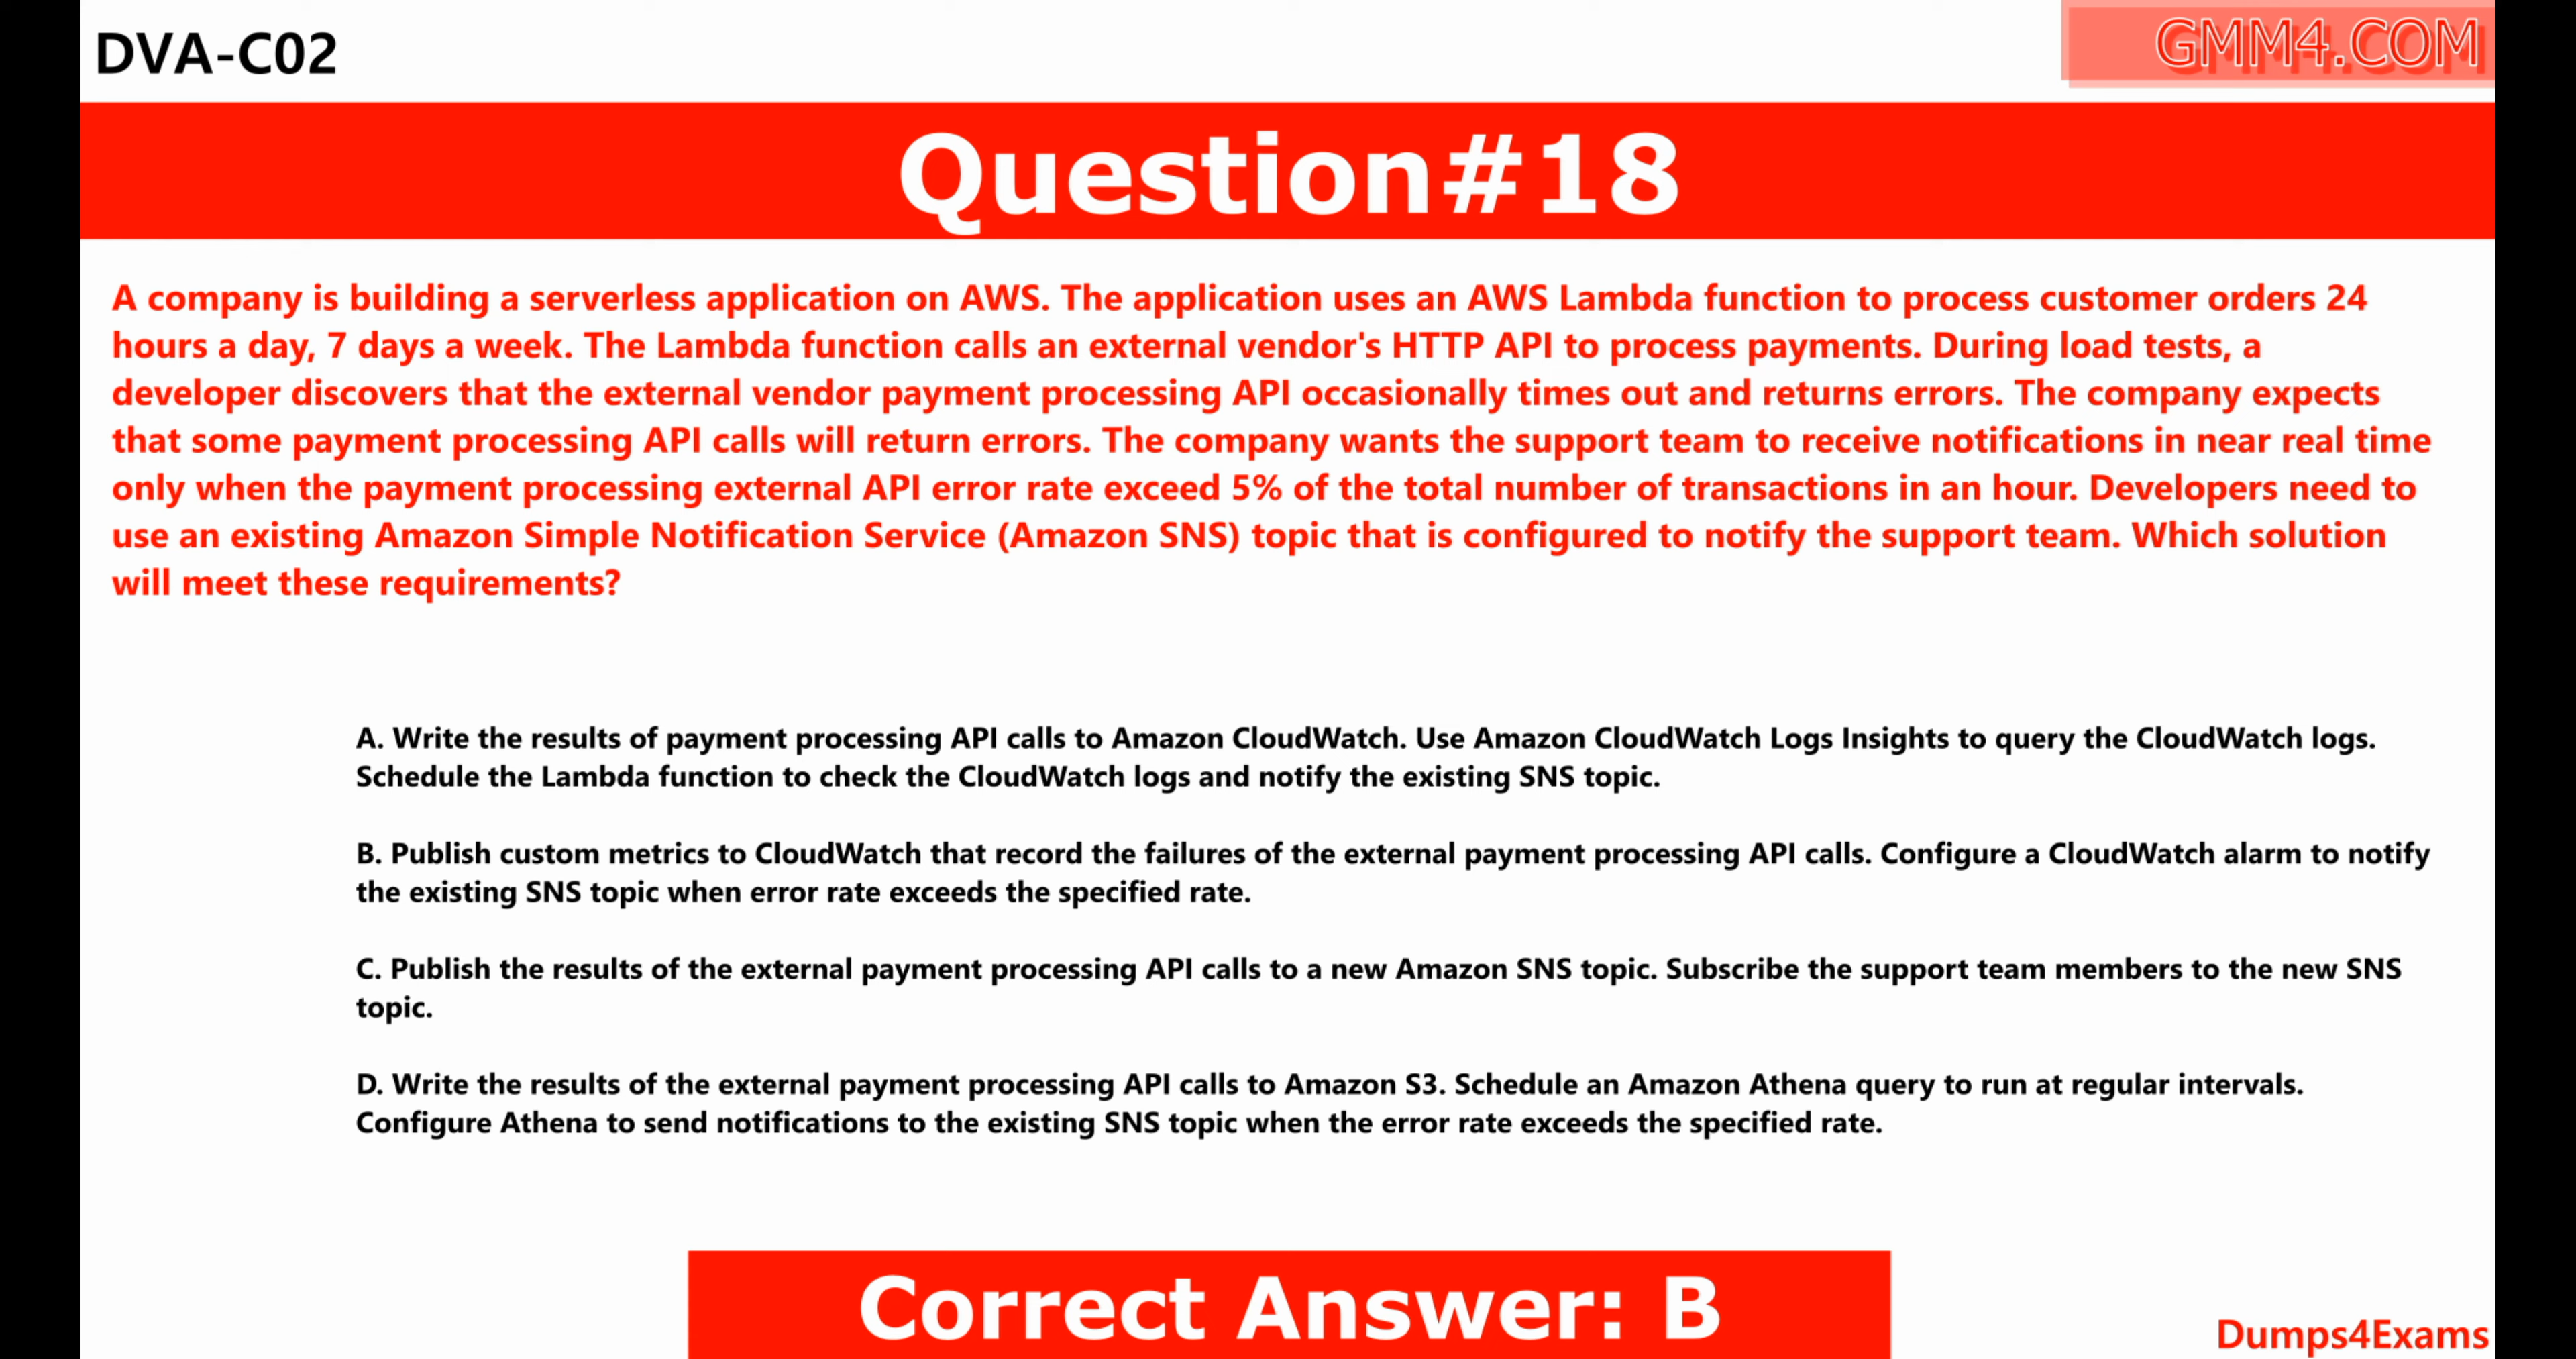 DVA-C02
GMM4.COM
Question#18
A company is building a serverless application on AWS. The application uses an AWS Lambda function to process customer orders 24
hours a day, 7 days a week. The Lambda function calls an external vendor's HTTP API to process payments. During load tests, a
developer discovers that the external vendor payment processing API occasionally times out and returns errors. The company expects
that some payment processing API calls will return errors. The company wants the support team to receive notifications in near real time
only when the payment processing external API error rate exceed 5% of the total number of transactions in an hour. Developers need to
use an existing Amazon Simple Notification Service (Amazon SNS) topic that is configured to notify the support team. Which solution
will meet these requirements?
A. Write the results of payment processing API calls to Amazon CloudWatch. Use Amazon CloudWatch Logs Insights to query the CloudWatch logs.
Schedule the Lambda function to check the CloudWatch logs and notify the existing SNS topic.
B. Publish custom metrics to CloudWatch that record the failures of the external payment processing API calls. Configure a CloudWatch alarm to notify
the existing SNS topic when error rate exceeds the specified rate.
C. Publish the results of the external payment processing API calls to a new Amazon SNS topic. Subscribe the support team members to the new SNS
topic.
D. Write the results of the external payment processing API calls to Amazon S3. Schedule an Amazon Athena query to run at regular intervals.
Configure Athena to send notifications to the existing SNS topic when the error rate exceeds the specified rate.
Correct Answer: B
Dumps4Exams